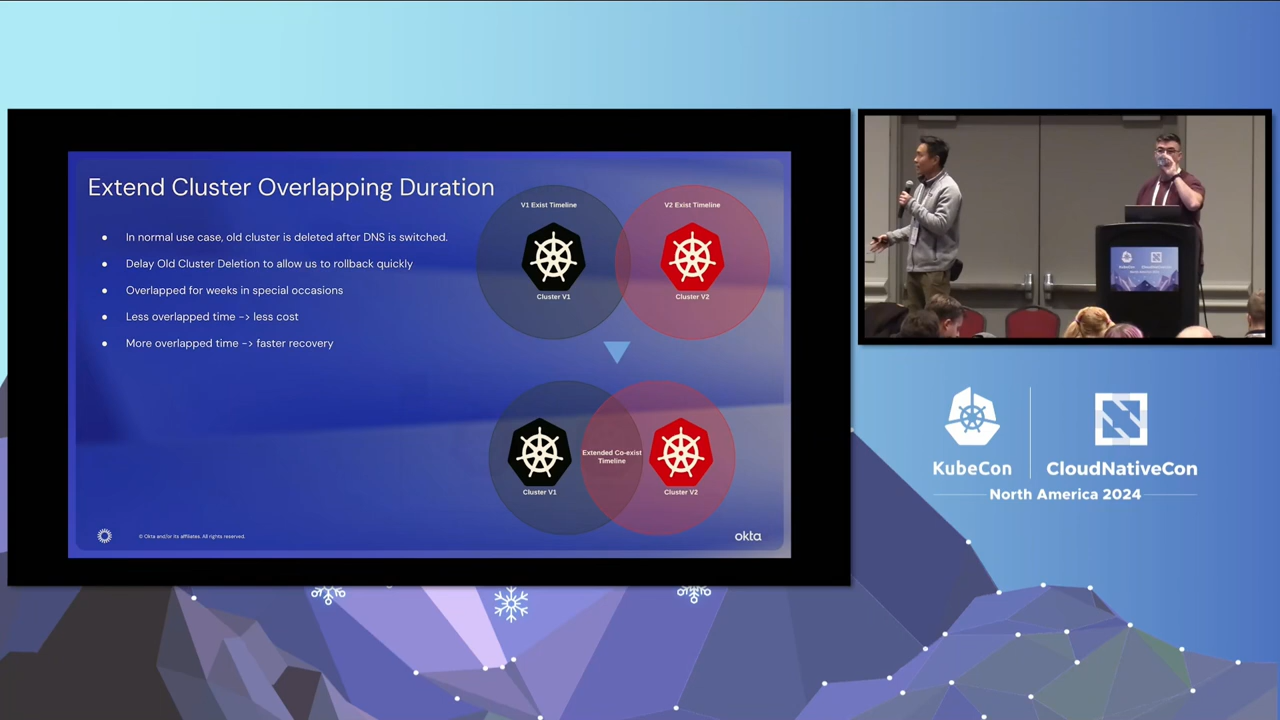 Extend Cluster Overlapping Duration
● In normal use case, old cluster is deleted after DNS is switched.
● Delay Old Cluster Deletion to allow us to rollback quickly
● Overlapped for weeks in special occasions
● Less overlapped time -> less cost
● More overlapped time -> faster recovery
V1 Exist Timeline
V2 Exist Timeline
Cluster V1
Cluster V2
Extended Co-exist
Timeline
Cluster V1
Cluster V2
© Okta and/or its affiliates. All rights reserved.
okta
KubeCon
CloudNativeCon
KubeCon
CloudNativeCon
North America 2024